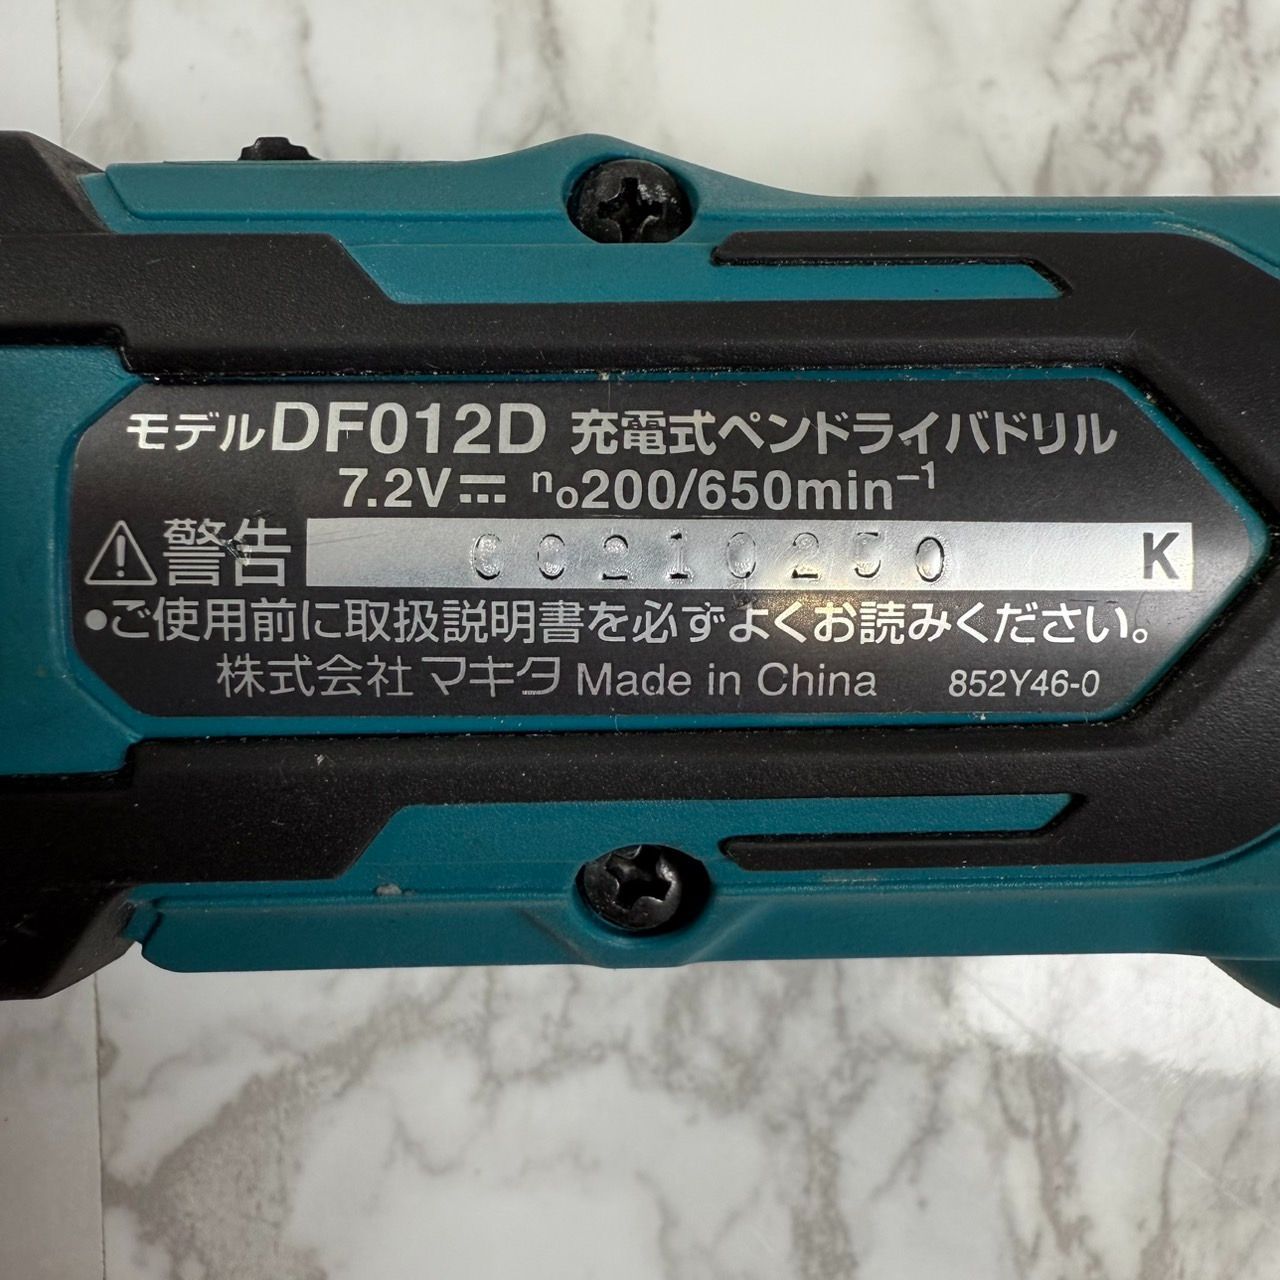 モデルDF012D 充電式ペンドライバドリル
7.2V⎓ n₀200/650min⁻¹
⚠警告 K
•ご使用前に取扱説明書を必ずよくお読みください。
株式会社マキタ Made in China 852Y46-0